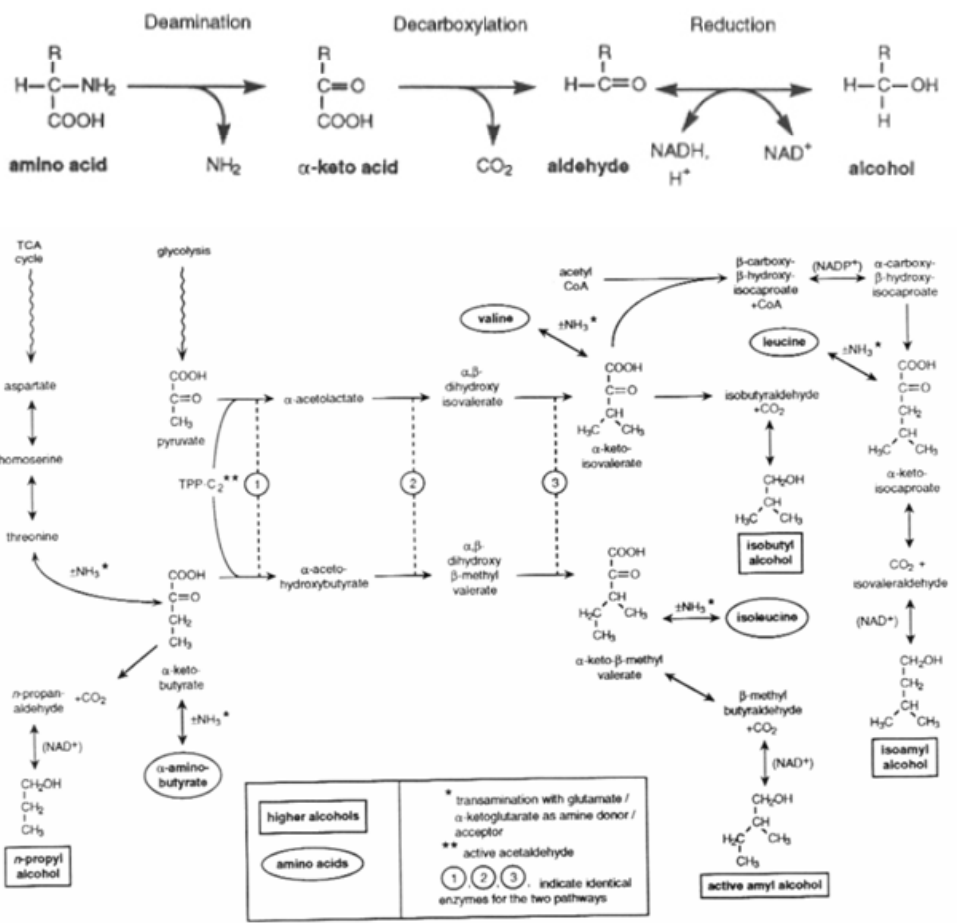 Deamination
Decarboxylation
Reduction
R
H–C–NH₂
COOH
amino acid
NH₂
R
C=O
COOH
α-keto acid
CO₂
R
H–C=O
aldehyde
NADH,
H⁺
NAD⁺
R
H–C–OH
H
alcohol
TCA
cycle
aspartate
homoserine
threonine
±NH₃*
glycolysis
COOH
C=O
CH₃
pyruvate
TPP-C₂**
1
2
3
α-acetolactate
α,β-
dihydroxy
isovalerate
valine
±NH₃*
acetyl
CoA
COOH
C=O
CH
H₃C CH₃
α-keto-
isovalerate
β-carboxy-
β-hydroxy-
isocaproate
+CoA
(NADP⁺)
α-carboxy-
β-hydroxy-
isocaproate
leucine
±NH₃*
COOH
C=O
CH₂
CH
H₃C CH₃
α-keto-
isocaproate
isobutyraldehyde
+CO₂
CH₂OH
CH
H₃C CH₃
isobutyl
alcohol
CO₂ +
isovaleraldehyde
(NAD⁺)
CH₂OH
CH₂
CH
H₃C CH₃
isoamyl
alcohol
COOH
C=O
CH₂
CH₃
α-keto-
butyrate
±NH₃*
α-amino-
butyrate
n-propan-
aldehyde +CO₂
(NAD⁺)
CH₂OH
CH₂
CH₃
n-propyl
alcohol
α-aceto-
hydroxybutyrate
α,β-
dihydroxy
β-methyl
valerate
COOH
C=O
CH
H₂C CH₃
CH₃
α-keto-β-methyl
valerate
±NH₃*
isoleucine
β-methyl
butyraldehyde
+CO₂
(NAD⁺)
CH₂OH
CH
H₂C CH₃
CH₃
active amyl alcohol
higher alcohols
amino acids
* transamination with glutamate /
α-ketoglutarate as amine donor /
acceptor
** active acetaldehyde
1, 2, 3, indicate identical
enzymes for the two pathways